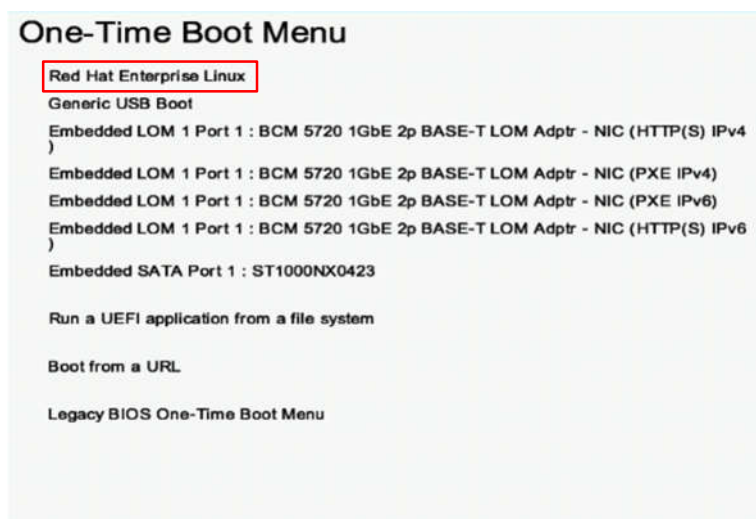 One-Time Boot Menu
Red Hat Enterprise Linux
Generic USB Boot
Embedded LOM 1 Port 1 : BCM 5720 1GbE 2p BASE-T LOM Adptr - NIC (HTTP(S) IPv4
)
Embedded LOM 1 Port 1 : BCM 5720 1GbE 2p BASE-T LOM Adptr - NIC (PXE IPv4)
Embedded LOM 1 Port 1 : BCM 5720 1GbE 2p BASE-T LOM Adptr - NIC (PXE IPv6)
Embedded LOM 1 Port 1 : BCM 5720 1GbE 2p BASE-T LOM Adptr - NIC (HTTP(S) IPv6
)
Embedded SATA Port 1 : ST1000NX0423
Run a UEFI application from a file system
Boot from a URL
Legacy BIOS One-Time Boot Menu